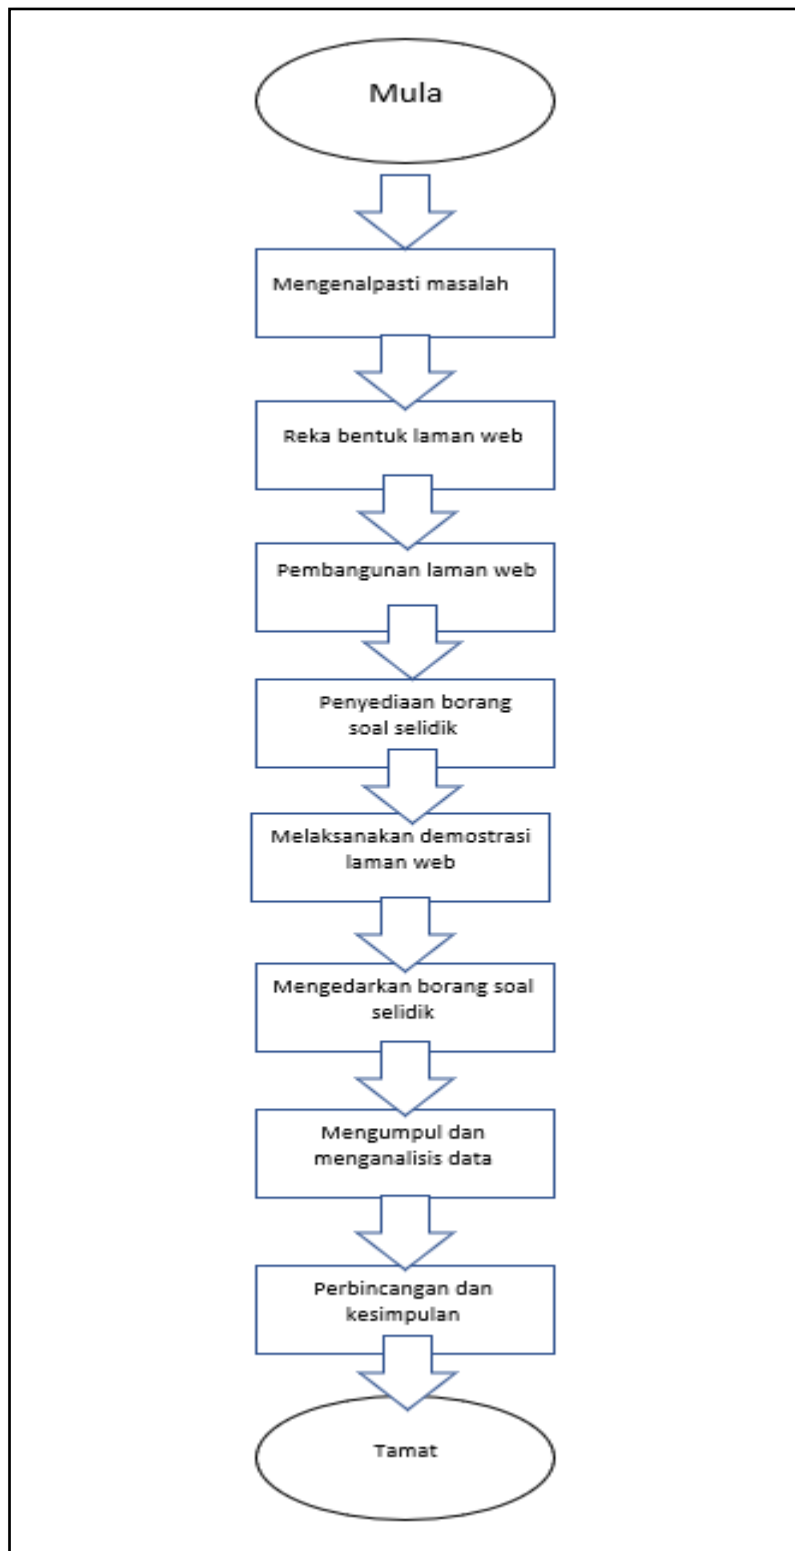 Mula
Mengenalpasti masalah
Reka bentuk laman web
Pembangunan laman web
Penyediaan borang
soal selidik
Melaksanakan demostrasi
laman web
Mengedarkan borang soal
selidik
Mengumpul dan
menganalisis data
Perbincangan dan
kesimpulan
Tamat